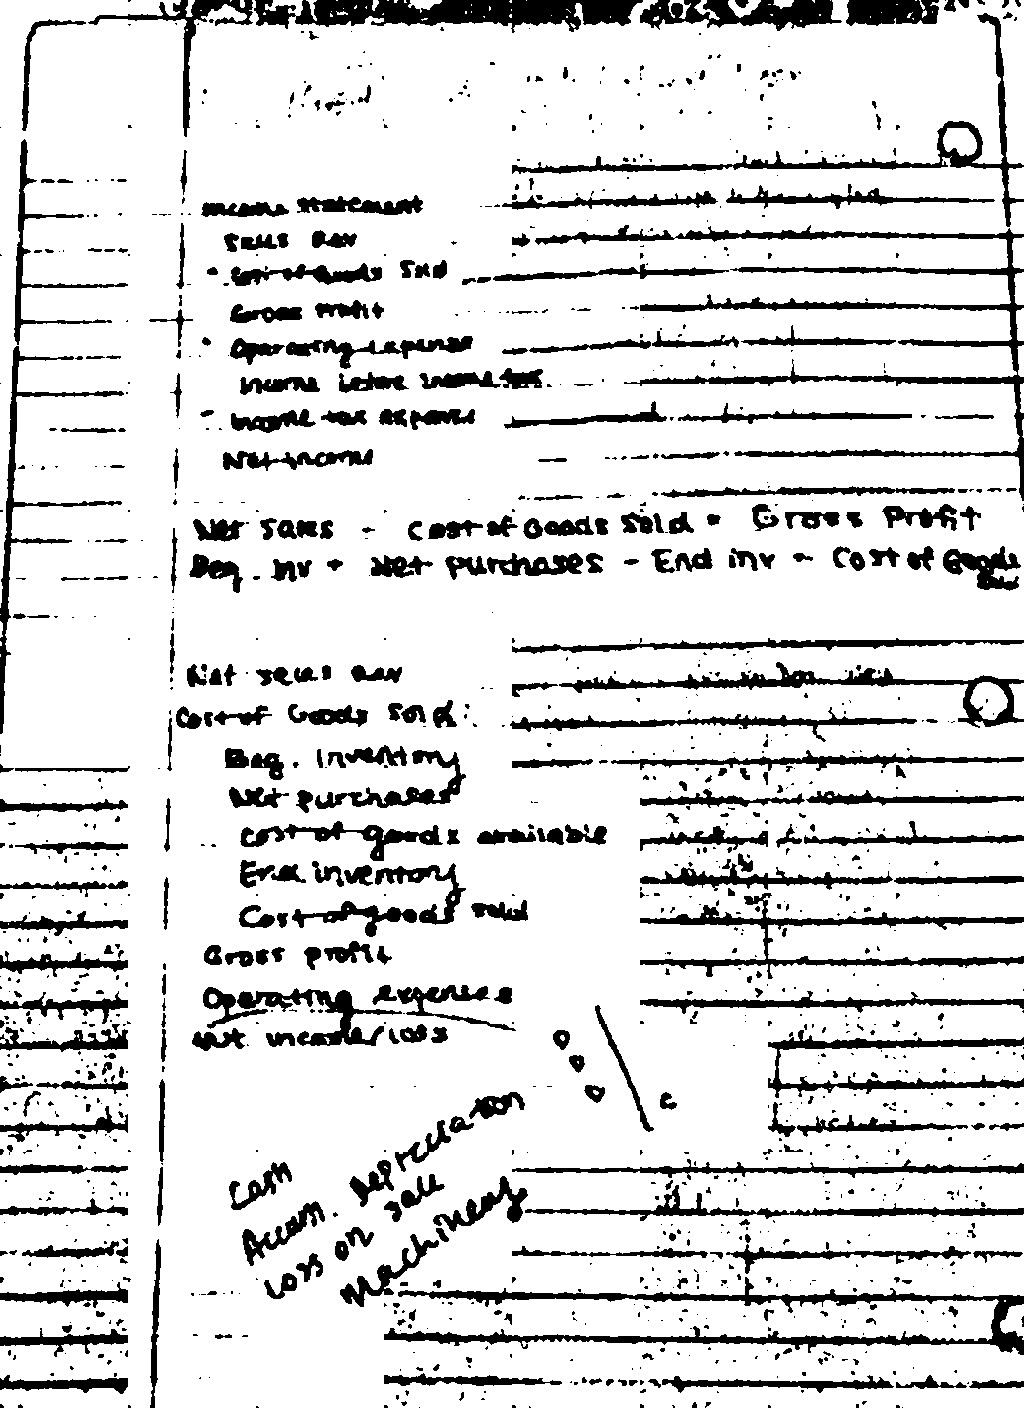 Income statement
Sales Rev
- Cost of Goods Sold
Gross Profit
- Operating expense
Income before income tax
- Income tax expense
Net income
Net Sales - Cost of Goods Sold = Gross Profit
Beg. inv + Net purchases - End inv = Cost of Goods Sold
Net sales Rev
Cost of Goods Sold:
Beg. inventory
Net purchases
Cost of goods available
End. inventory
Cost of goods sold
Gross profit
Operating expenses
Net income/loss
Cash
Accum. Depreciation
Loss on sale
Machinery